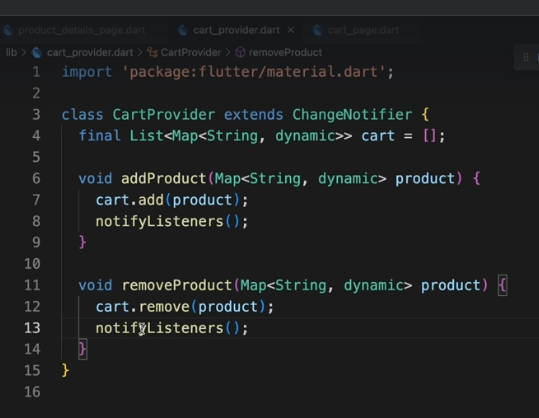 product_details_page.dart cart_provider.dart × cart_page.dart
lib > cart_provider.dart > CartProvider > removeProduct
1 import 'package:flutter/material.dart';
2
3 class CartProvider extends ChangeNotifier {
4 final List<Map<String, dynamic>> cart = [];
5
6 void addProduct(Map<String, dynamic> product) {
7 cart.add(product);
8 notifyListeners();
9 }
10
11 void removeProduct(Map<String, dynamic> product) {
12 cart.remove(product);
13 notifyListeners();
14 }
15 }
16